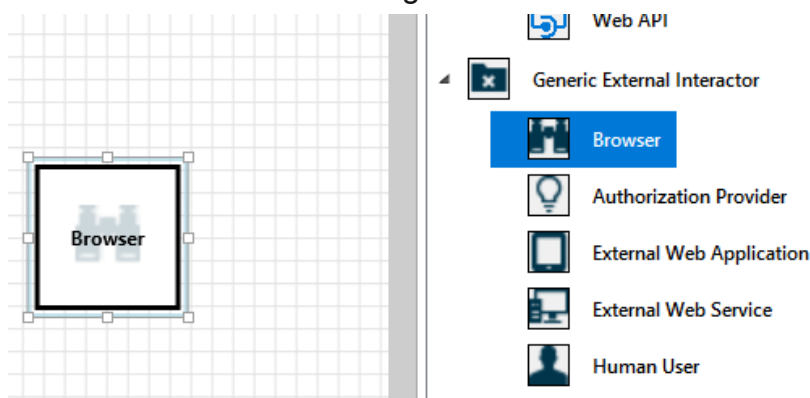 Web API
Generic External Interactor
Browser
Browser
Authorization Provider
External Web Application
External Web Service
Human User